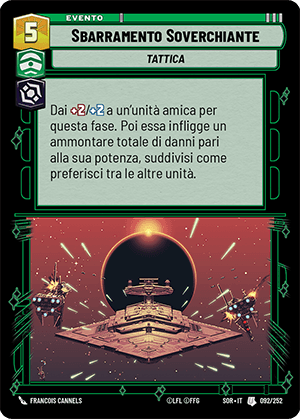 5
EVENTO
SBARRAMENTO SOVERCHIANTE
TATTICA
Dai +2/+2 a un'unità amica per
questa fase. Poi essa infligge un
ammontare totale di danni pari
alla sua potenza, suddivisi come
preferisci tra le altre unità.
FRANCOIS CANNELS
©LFL ©FFG
SOR•IT
U
092/252